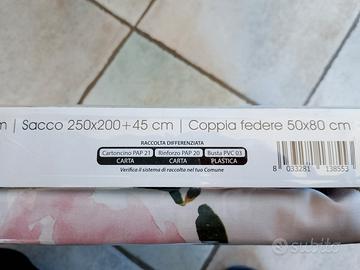 m | Sacco 250x200+45 cm | Coppia federe 50x80 cm
RACCOLTA DIFFERENZIATA
Cartoncino PAP 21 Rinforzo PAP 20 Busta PVC 03
CARTA CARTA PLASTICA
Verifica il sistema di raccolta nel tuo Comune
8 033281 138553
subito